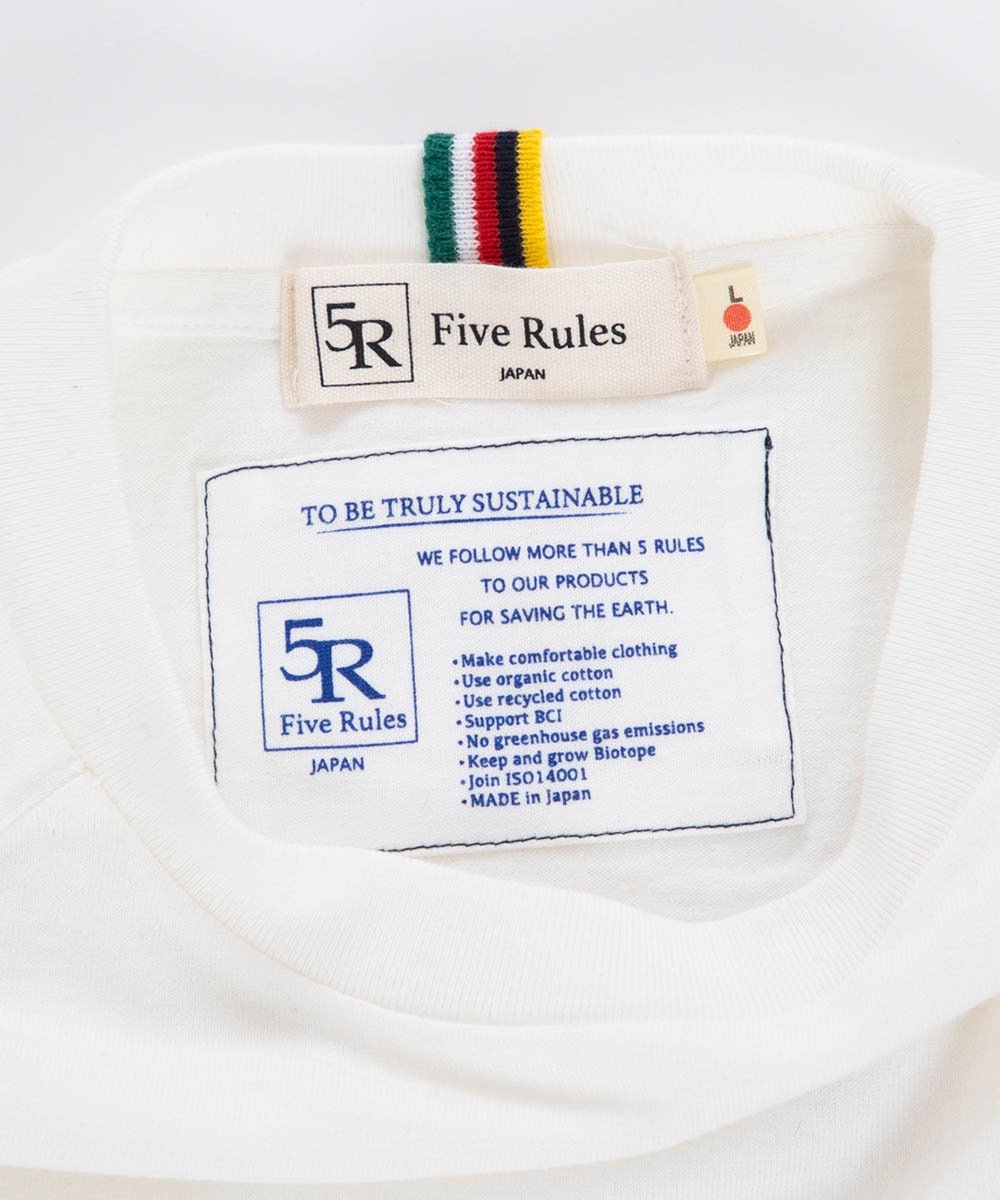 5R
Five Rules
JAPAN
L
JAPAN
TO BE TRULY SUSTAINABLE
WE FOLLOW MORE THAN 5 RULES
TO OUR PRODUCTS
FOR SAVING THE EARTH.
5R
Five Rules
JAPAN
•Make comfortable clothing
•Use organic cotton
•Use recycled cotton
•Support BCI
•No greenhouse gas emissions
•Keep and grow Biotope
•Join ISO14001
•MADE in Japan